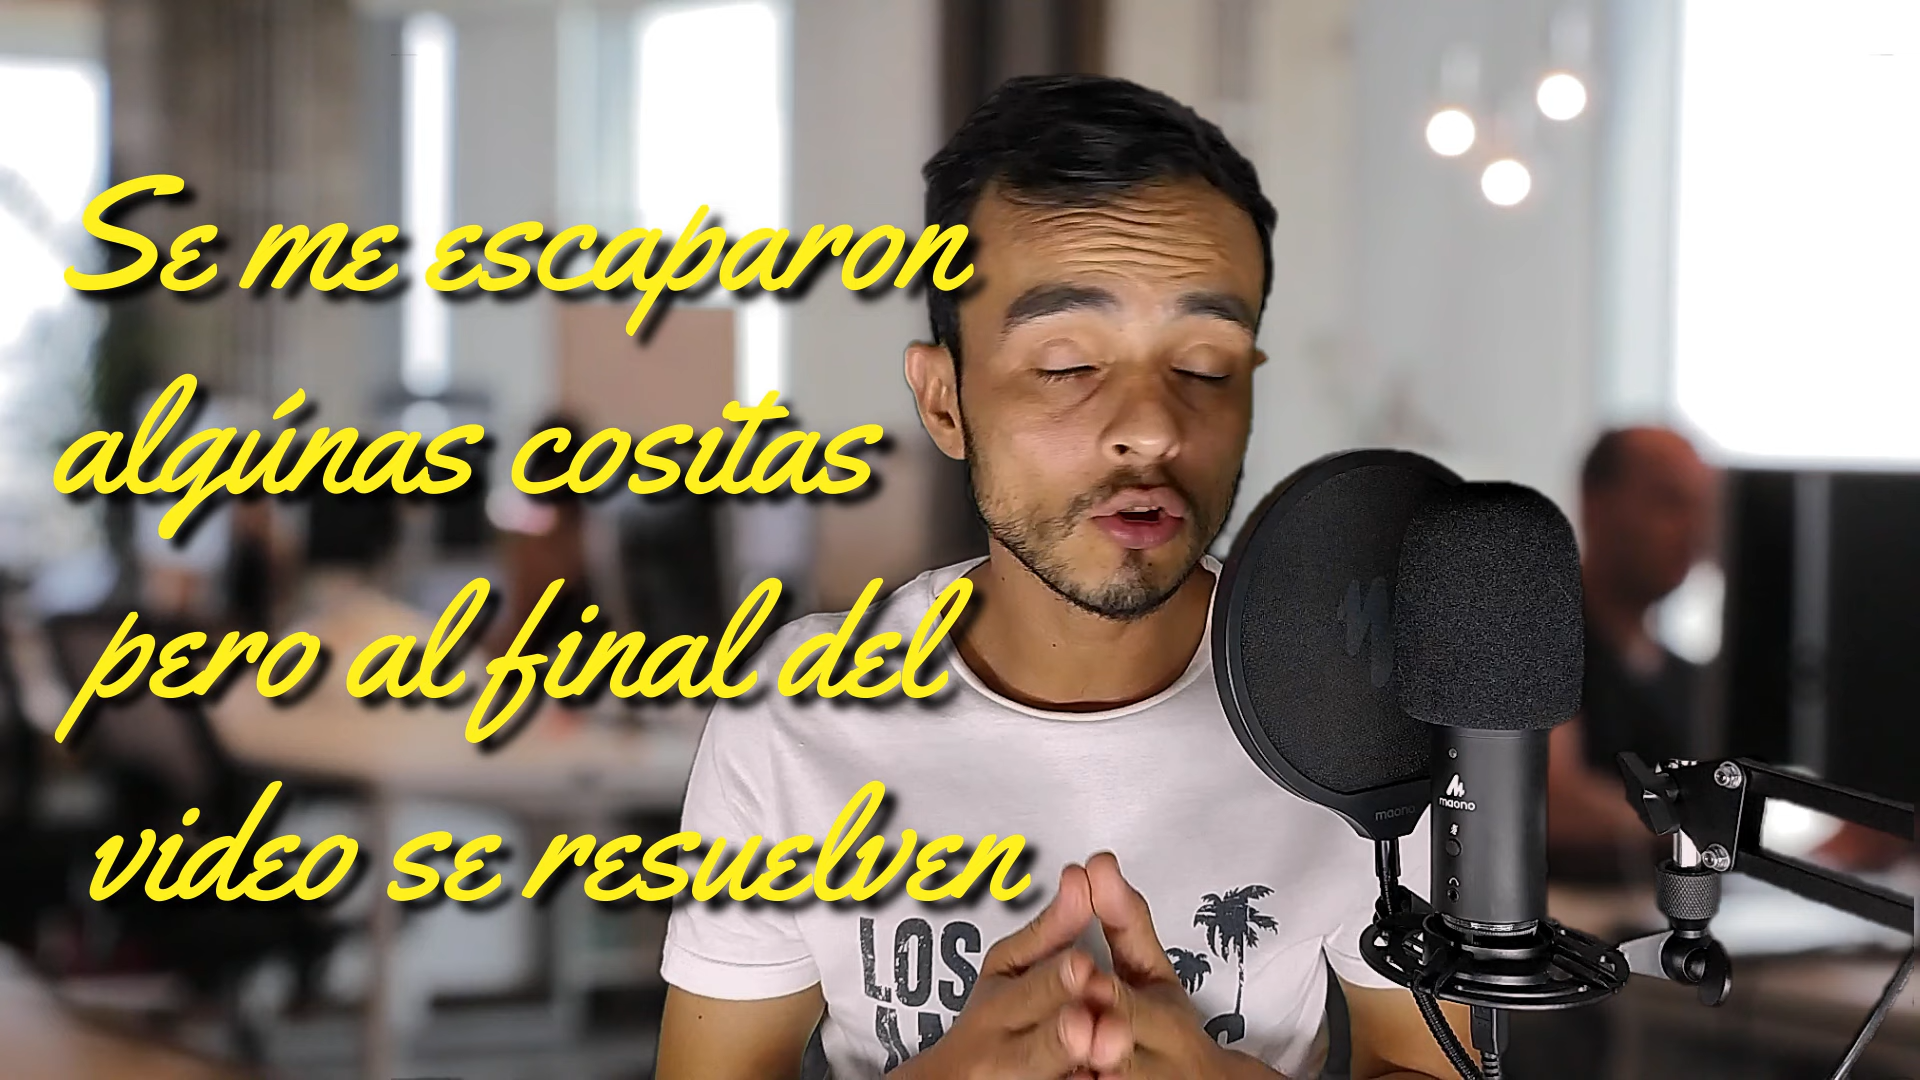 Se me escaparon
algúnas cositas
pero al final del
video se resuelven
maono
maono
LOS